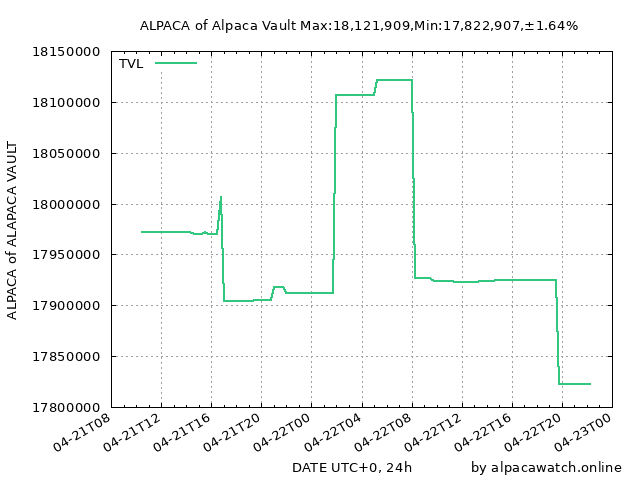 ALPACA of Alpaca Vault Max:18,121,909,Min:17,822,907,±1.64%
TVL
18150000
18100000
18050000
18000000
17950000
17900000
17850000
17800000
ALPACA of ALAPACA VAULT
04-21T08
04-21T12
04-21T16
04-21T20
04-22T00
04-22T04
04-22T08
04-22T12
04-22T16
04-22T20
04-23T00
DATE UTC+0, 24h
by alpacawatch.online